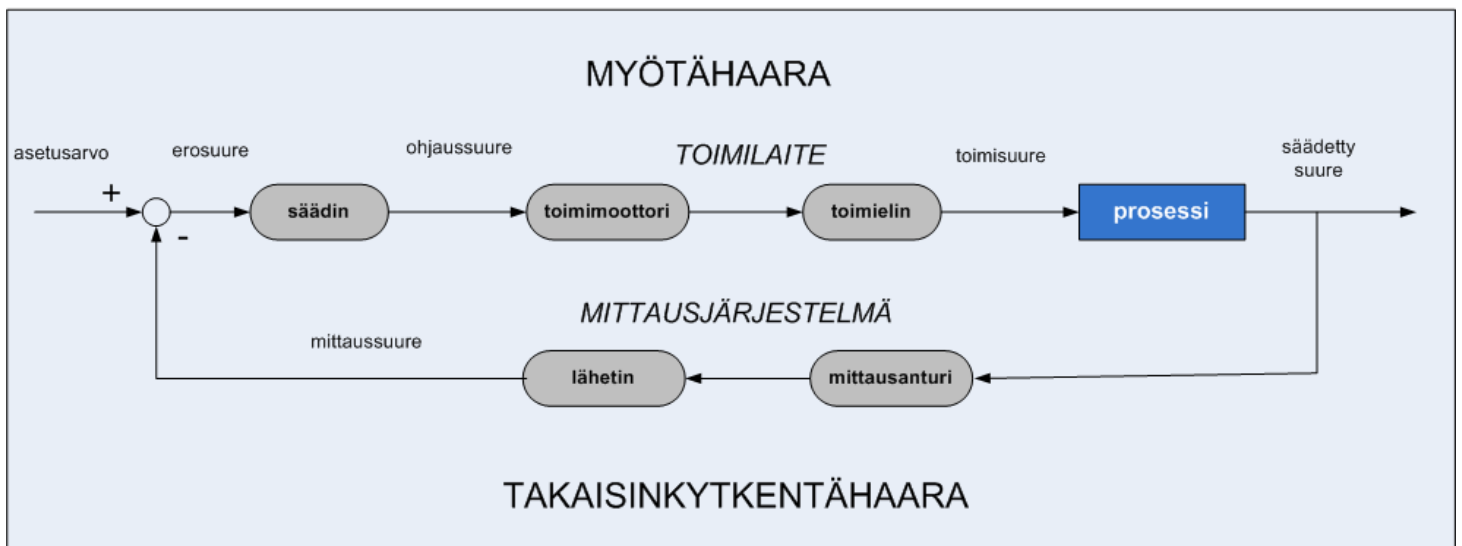 MYÖTÄHAARA
asetusarvo
erosuure
ohjaussuure
TOIMILAITE
toimisuure
säädetty
suure
+
-
säädin
toimimoottori
toimielin
prosessi
MITTAUSJÄRJESTELMÄ
mittaussuure
lähetin
mittausanturi
TAKAISINKYTKENTÄHAARA